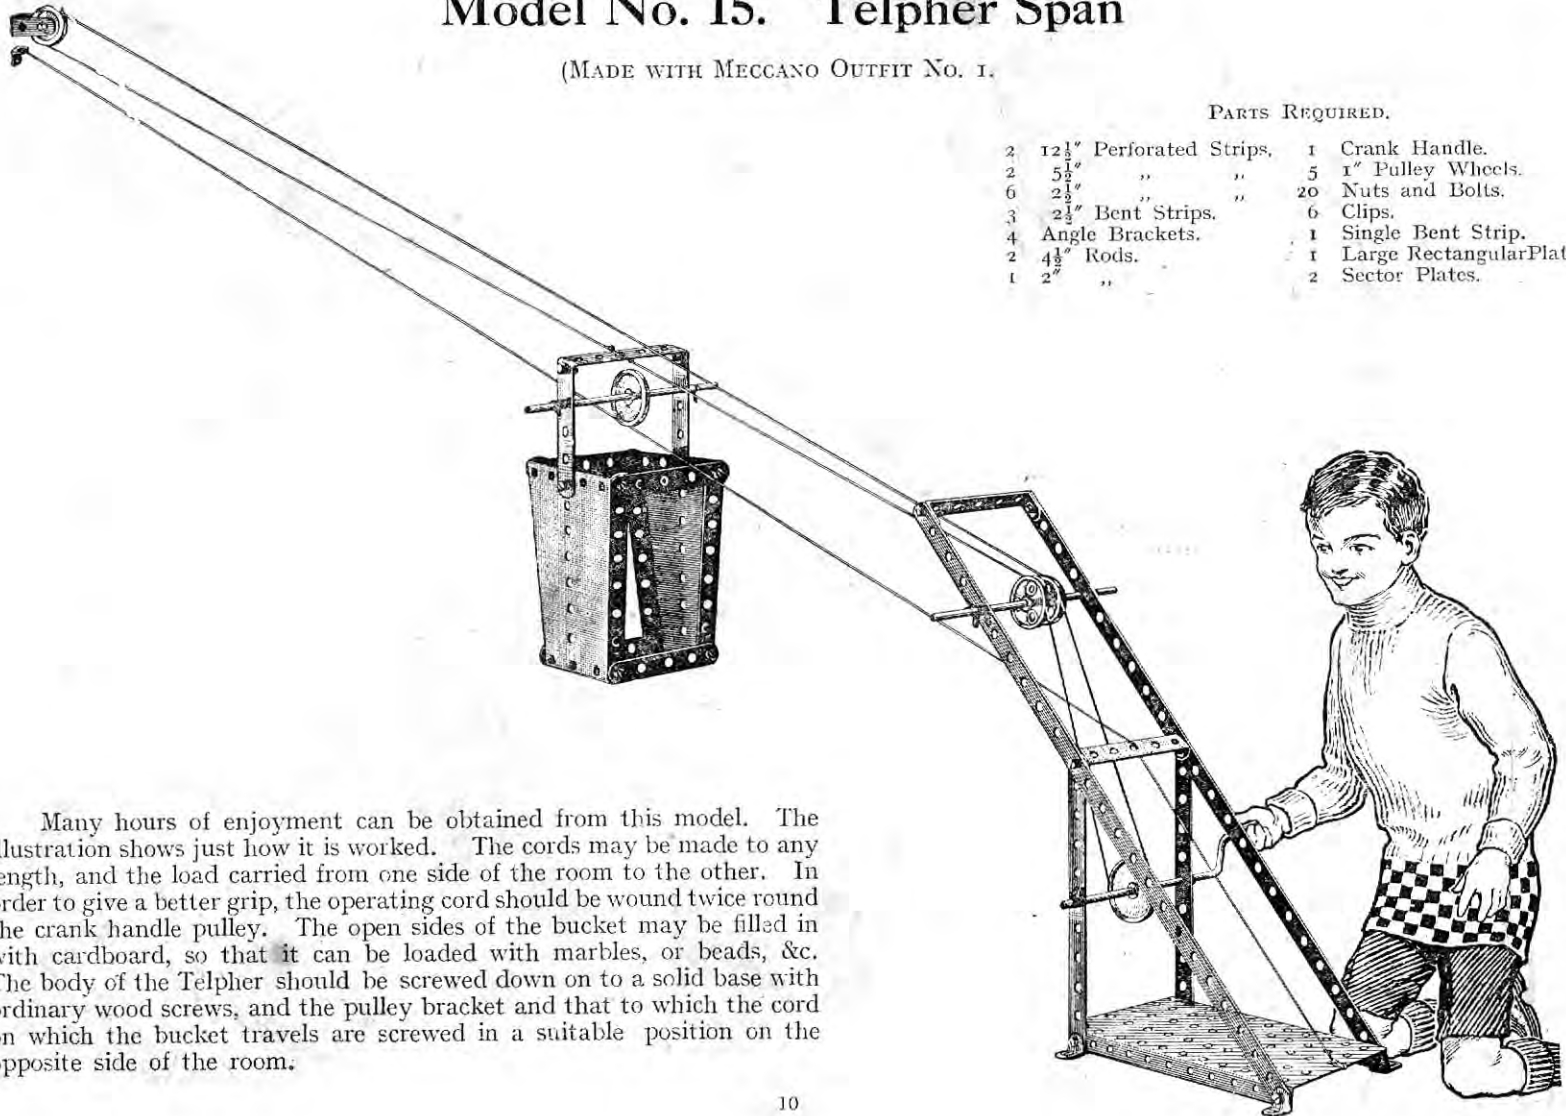 Model No. 15. Telpher Span
(MADE WITH MECCANO OUTFIT NO. 1.
PARTS REQUIRED.
2 12½" Perforated Strips, 1 Crank Handle.
2 5½" ,, ,, 5 1" Pulley Wheels.
6 2½" ,, ,, 20 Nuts and Bolts.
3 2½" Bent Strips. 6 Clips.
4 Angle Brackets. 1 Single Bent Strip.
2 4½" Rods. 1 Large RectangularPlat
1 2" ,, 2 Sector Plates.
Many hours of enjoyment can be obtained from this model. The
llustration shows just how it is worked. The cords may be made to any
ength, and the load carried from one side of the room to the other. In
rder to give a better grip, the operating cord should be wound twice round
he crank handle pulley. The open sides of the bucket may be filled in
vith cardboard, so that it can be loaded with marbles, or beads, &c.
The body of the Telpher should be screwed down on to a solid base with
rdinary wood screws, and the pulley bracket and that to which the cord
n which the bucket travels are screwed in a suitable position on the
pposite side of the room.
10